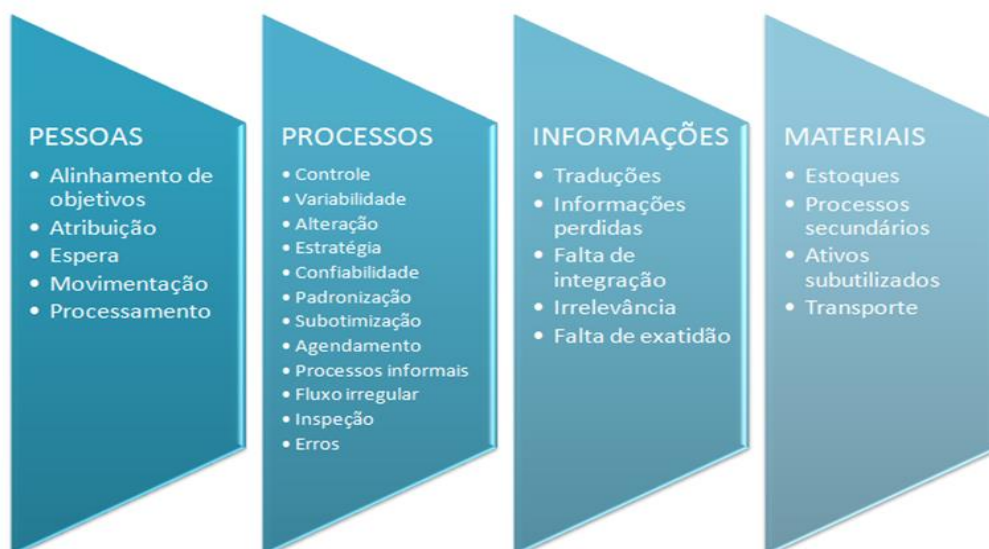 PESSOAS
• Alinhamento de
objetivos
• Atribuição
• Espera
• Movimentação
• Processamento
PROCESSOS
• Controle
• Variabilidade
• Alteração
• Estratégia
• Confiabilidade
• Padronização
• Subotimização
• Agendamento
• Processos informais
• Fluxo irregular
• Inspeção
• Erros
INFORMAÇÕES
• Traduções
• Informações
perdidas
• Falta de
integração
• Irrelevância
• Falta de exatidão
MATERIAIS
• Estoques
• Processos
secundários
• Ativos
subutilizados
• Transporte